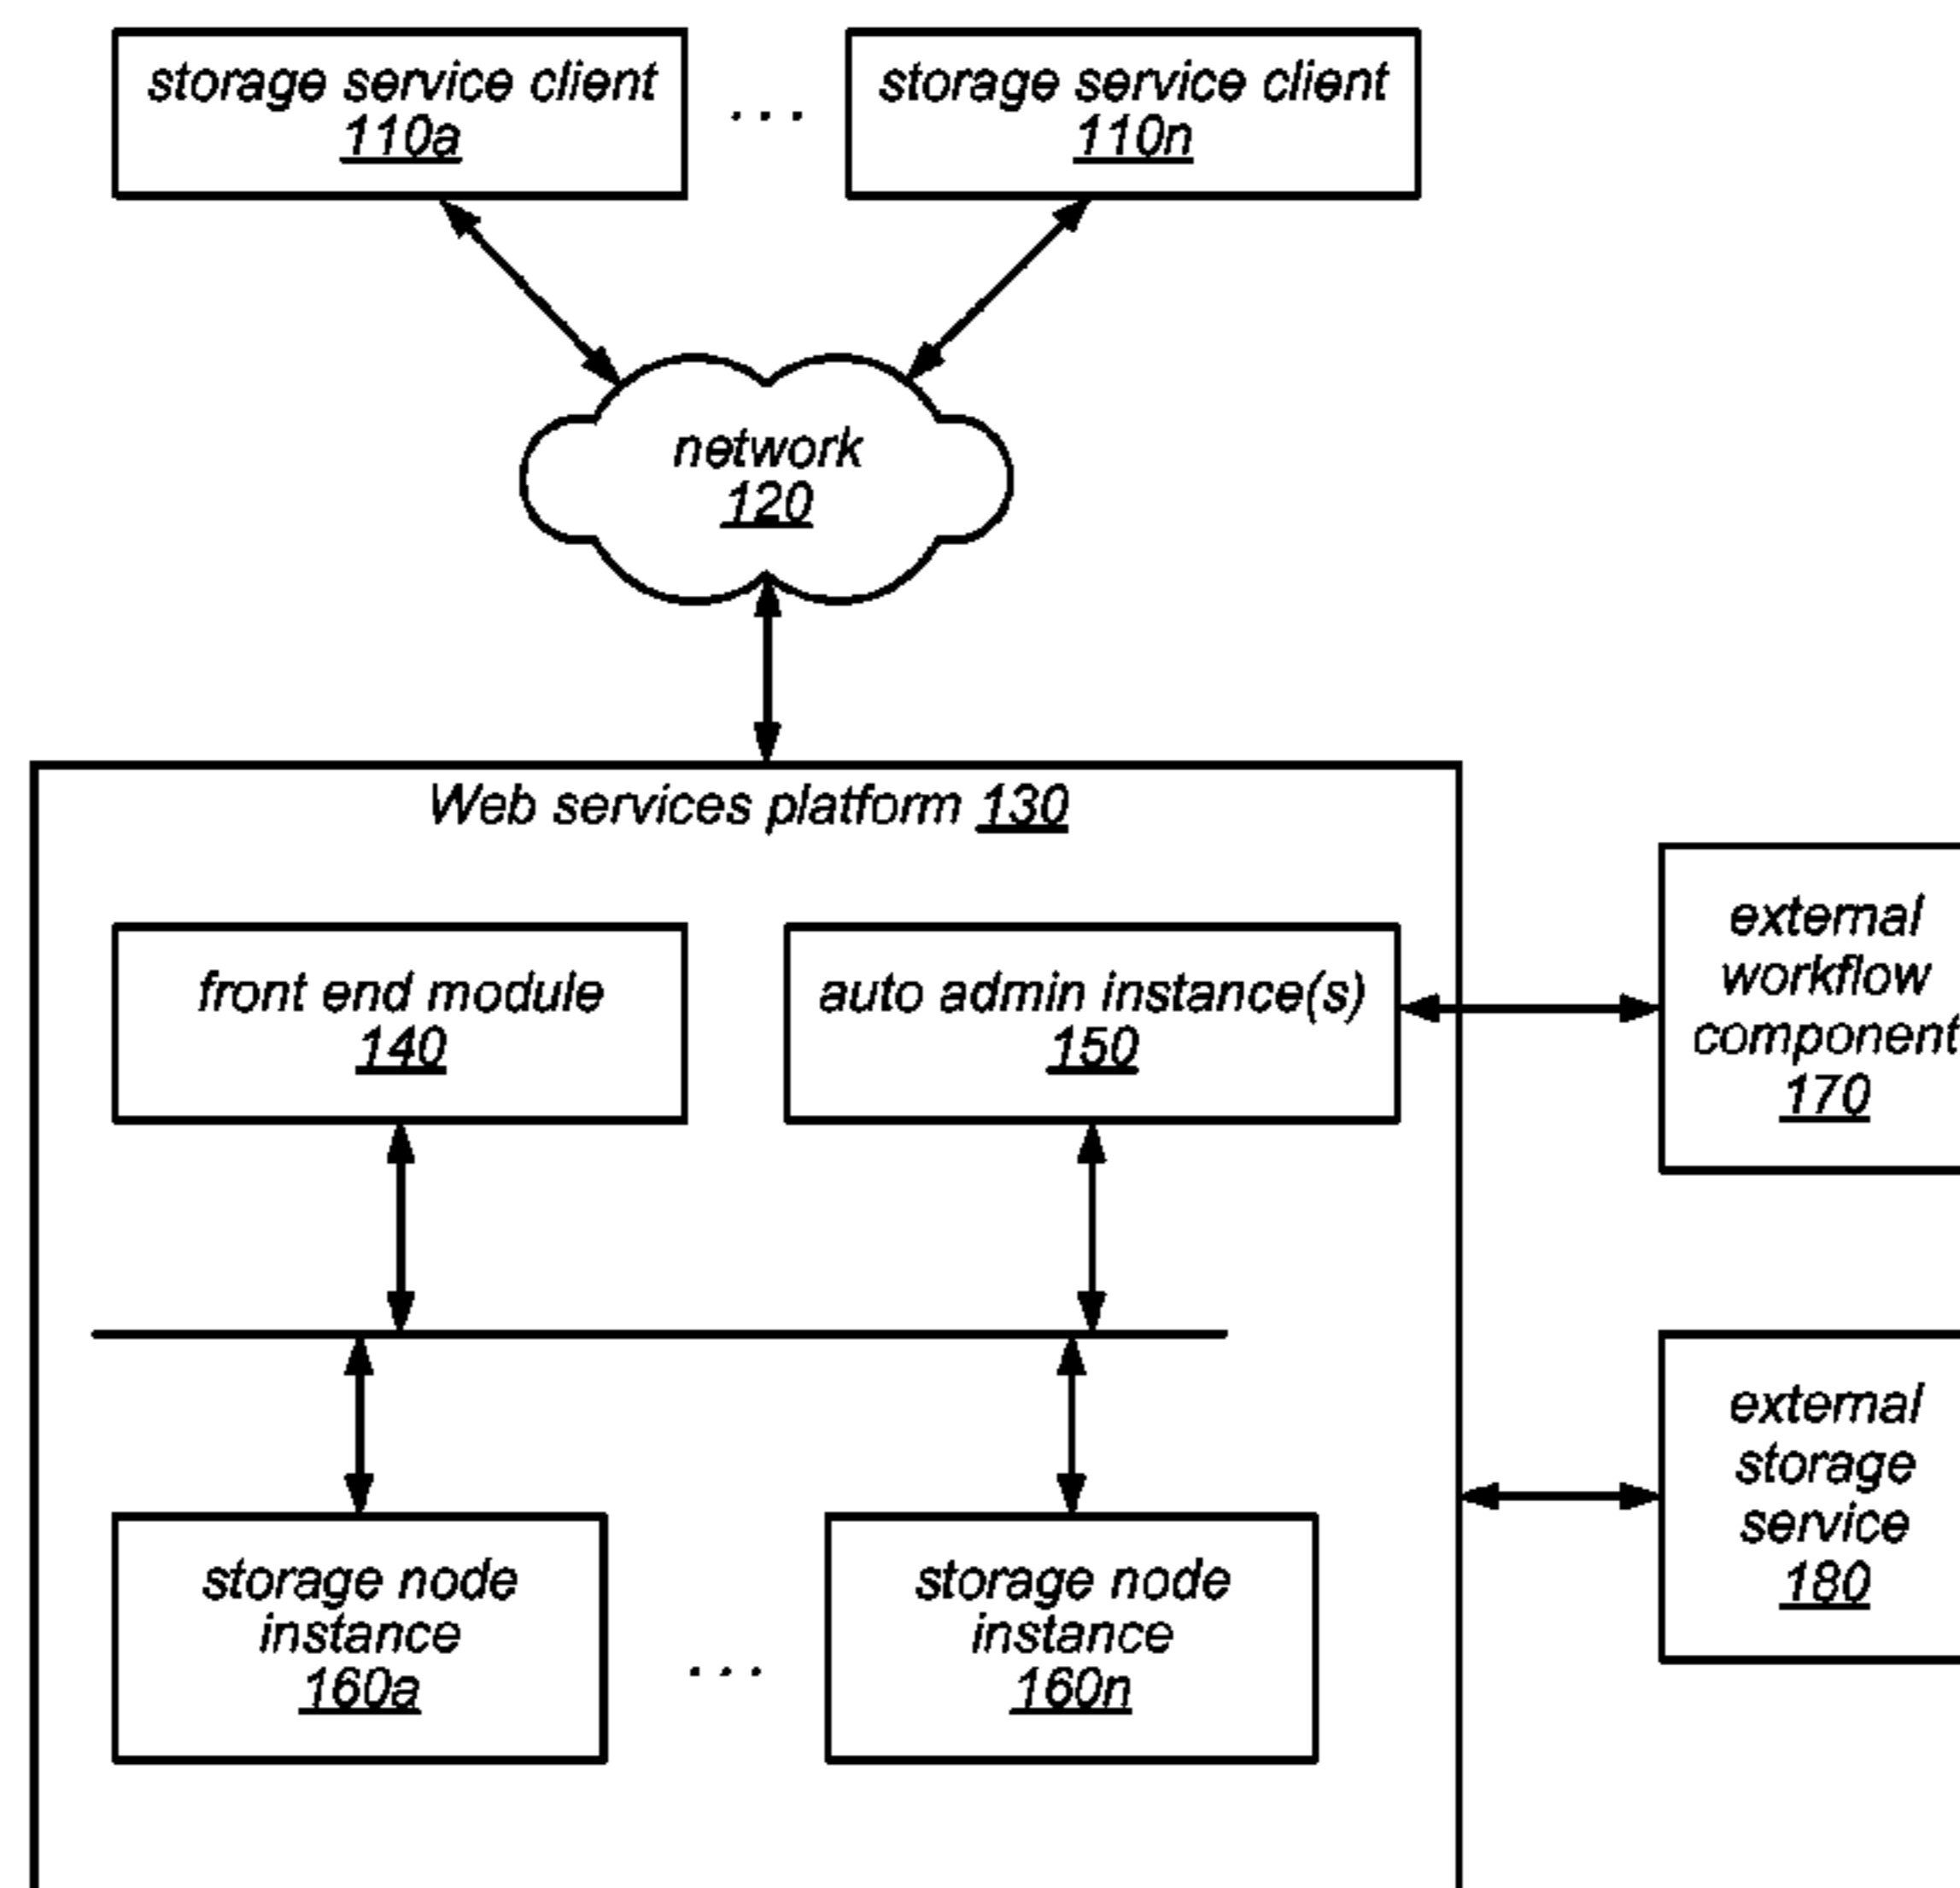 storage service client
110a
. . .
storage service client
110n
network
120
Web services platform 130
front end module
140
auto admin instance(s)
150
external
workflow
component
170
external
storage
service
180
storage node
instance
160a
. . .
storage node
instance
160n